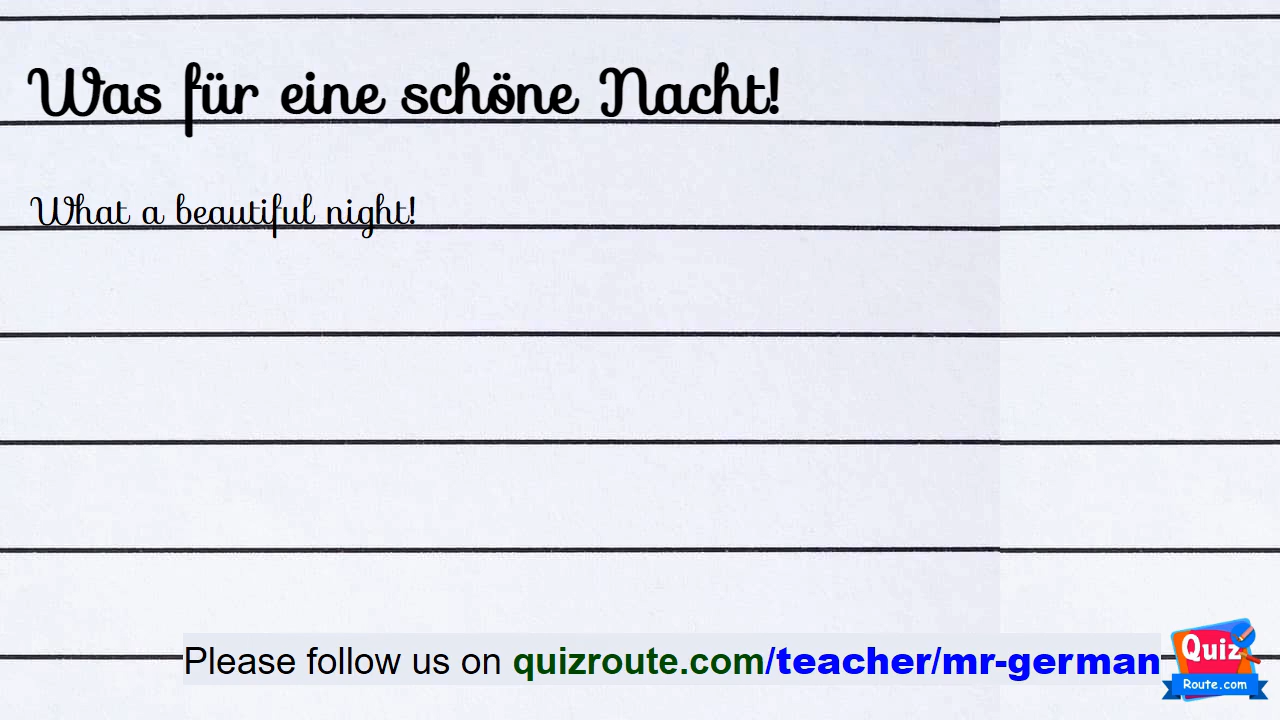 Was für eine schöne Nacht!
What a beautiful night!
Please follow us on quizroute.com/teacher/mr-german
Quiz
Route.com